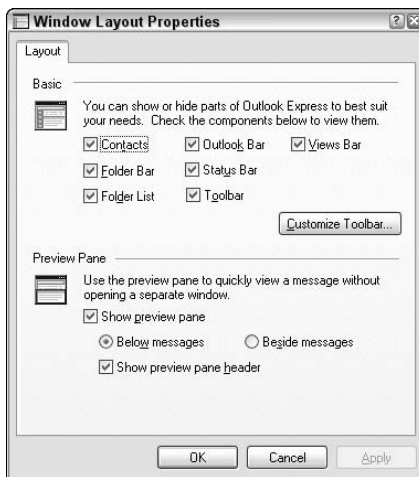 Window Layout Properties
Layout
Basic
You can show or hide parts of Outlook Express to best suit
your needs. Check the components below to view them.
Contacts Outlook Bar Views Bar
Folder Bar Status Bar
Folder List Toolbar
Customize Toolbar...
Preview Pane
Use the preview pane to quickly view a message without
opening a separate window.
Show preview pane
Below messages Beside messages
Show preview pane header
OK Cancel Apply